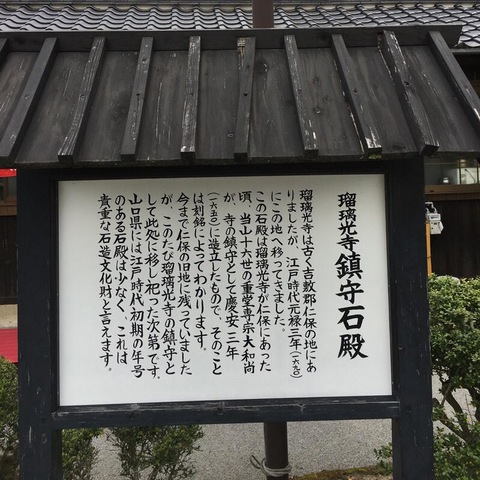 瑠璃光寺鎮守石殿
瑠璃光寺は古く吉敷郡仁保の地にあ
りましたが、江戸時代元禄三年(一六九〇)
にこの地へ移ってきました。
この石殿は瑠璃光寺が仁保にあった
頃、当山十六世の重堂専宗大和尚
が、寺の鎮守として慶安三年
(一六五〇)に造立したもので、そのこと
は刻銘によってわかります。
今まで仁保の旧地に残っていました
が、このたび瑠璃光寺の鎮守と
して此処に移し祀った次第です。
山口県には江戸時代初期の年号
のある石殿は少なく、これは
貴重な石造文化財と言えます。